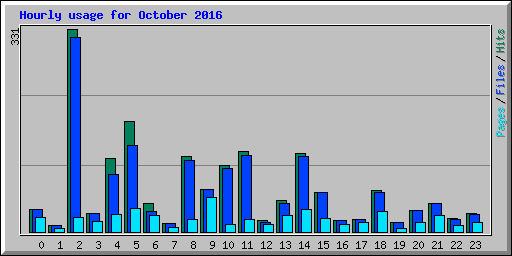 Hourly usage for October 2016
331
Pages / Files / Hits
0 1 2 3 4 5 6 7 8 9 10 11 12 13 14 15 16 17 18 19 20 21 22 23